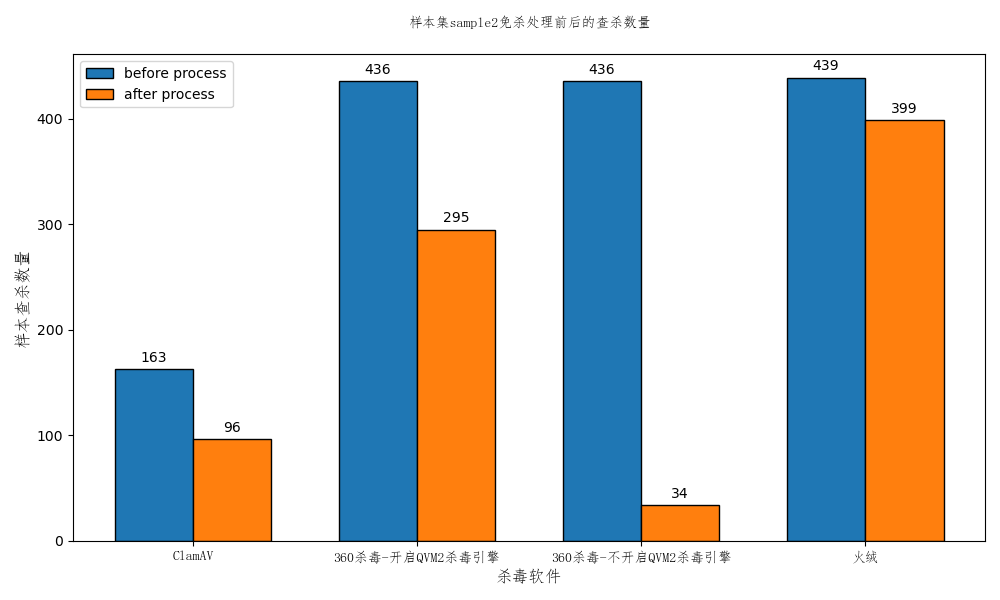 样本集sample2免杀处理前后的查杀数量
before process
after process
样本查杀数量
400
300
200
100
0
163
96
436
295
436
34
439
399
ClamAV
360杀毒-开启QVM2杀毒引擎
360杀毒-不开启QVM2杀毒引擎
火绒
杀毒软件